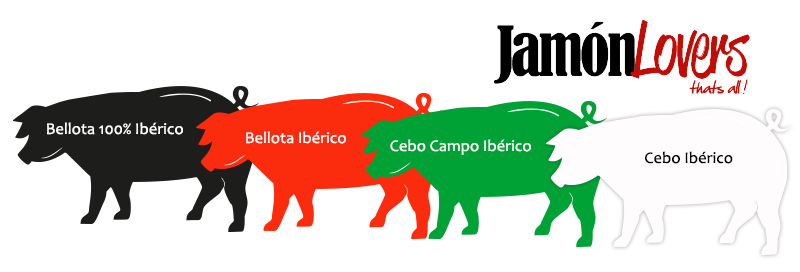 JamónLovers
thats all!
Bellota 100% Ibérico
Bellota Ibérico
Cebo Campo Ibérico
Cebo Ibérico